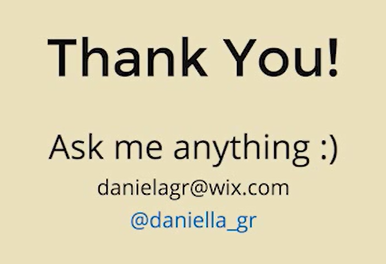 Thank You!
Ask me anything :)
danielagr@wix.com
@daniella_gr